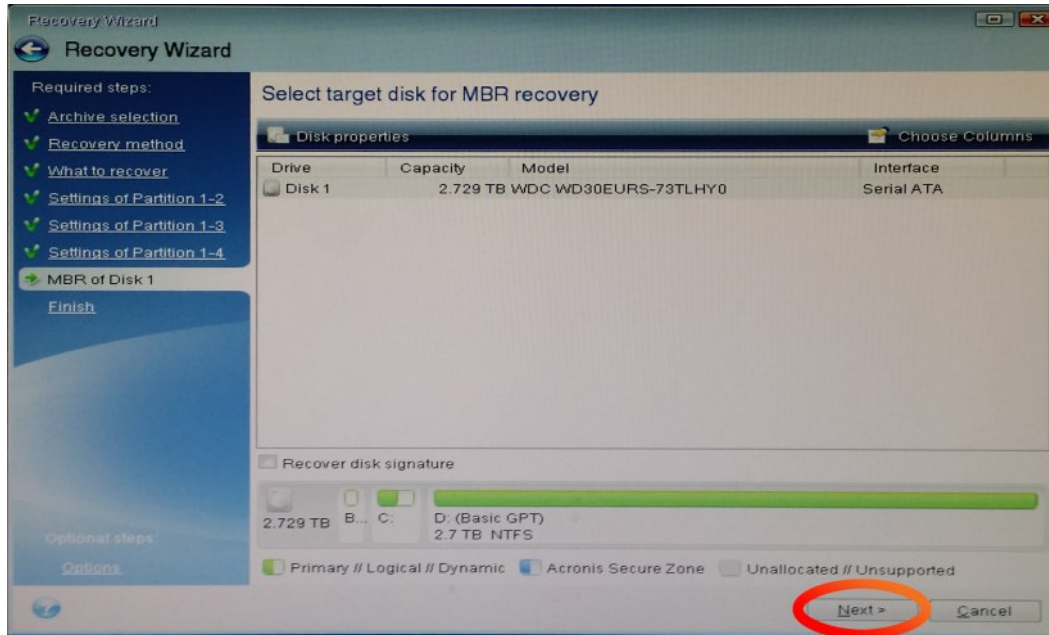 Recovery Wizard
Recovery Wizard
Required steps:
Archive selection
Recovery method
What to recover
Settings of Partition 1-2
Settings of Partition 1-3
Settings of Partition 1-4
MBR of Disk 1
Finish
Optional steps:
Options
Select target disk for MBR recovery
Disk properties Choose Columns
Drive Capacity Model Interface
Disk 1 2.729 TB WDC WD30EURS-73TLHY0 Serial ATA
Recover disk signature
2.729 TB B... C: D: (Basic GPT)
2.7 TB NTFS
Primary // Logical // Dynamic Acronis Secure Zone Unallocated // Unsupported
Next > Cancel